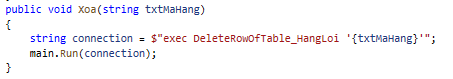 public void Xoa(string txtMaHang)
{
string connection = $"exec DeleteRowOfTable_HangLoi '{txtMaHang}'";
main.Run(connection);
}